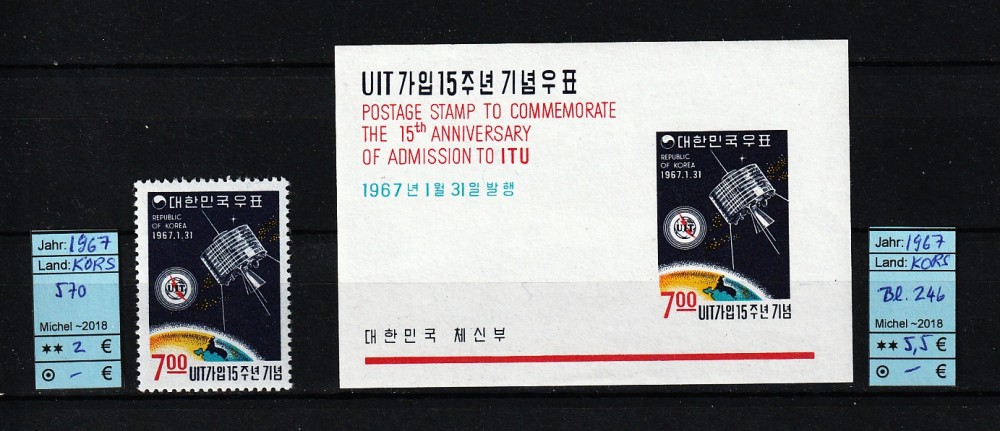 Jahr: 1967
Land: KORS
570
Michel ~2018
** 2 €
⊙ - €
대한민국우표
REPUBLIC
OF KOREA
1967.1.31
UIT
7.00 UIT가입15주년기념
UIT가입15주년기념우표
POSTAGE STAMP TO COMMEMORATE
THE 15th ANNIVERSARY
OF ADMISSION TO ITU
1967년1월31일발행
대한민국우표
REPUBLIC
OF KOREA
1967.1.31
UIT
7.00 UIT가입15주년기념
대한민국 체신부
Jahr: 1967
Land: KORS
Bl. 246
Michel ~2018
** 5,5 €
⊙ - €